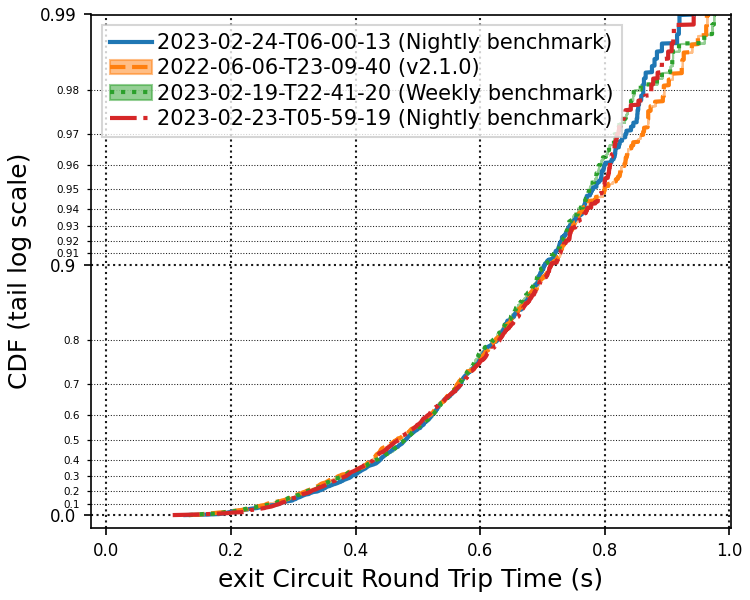 0.99
2023-02-24-T06-00-13 (Nightly benchmark)
2022-06-06-T23-09-40 (v2.1.0)
2023-02-19-T22-41-20 (Weekly benchmark)
2023-02-23-T05-59-19 (Nightly benchmark)
0.98
0.97
0.96
0.95
0.94
0.93
0.92
0.91
0.9
0.8
0.7
0.6
0.5
0.4
0.3
0.2
0.1
0.0
CDF (tail log scale)
0.0 0.2 0.4 0.6 0.8 1.0
exit Circuit Round Trip Time (s)